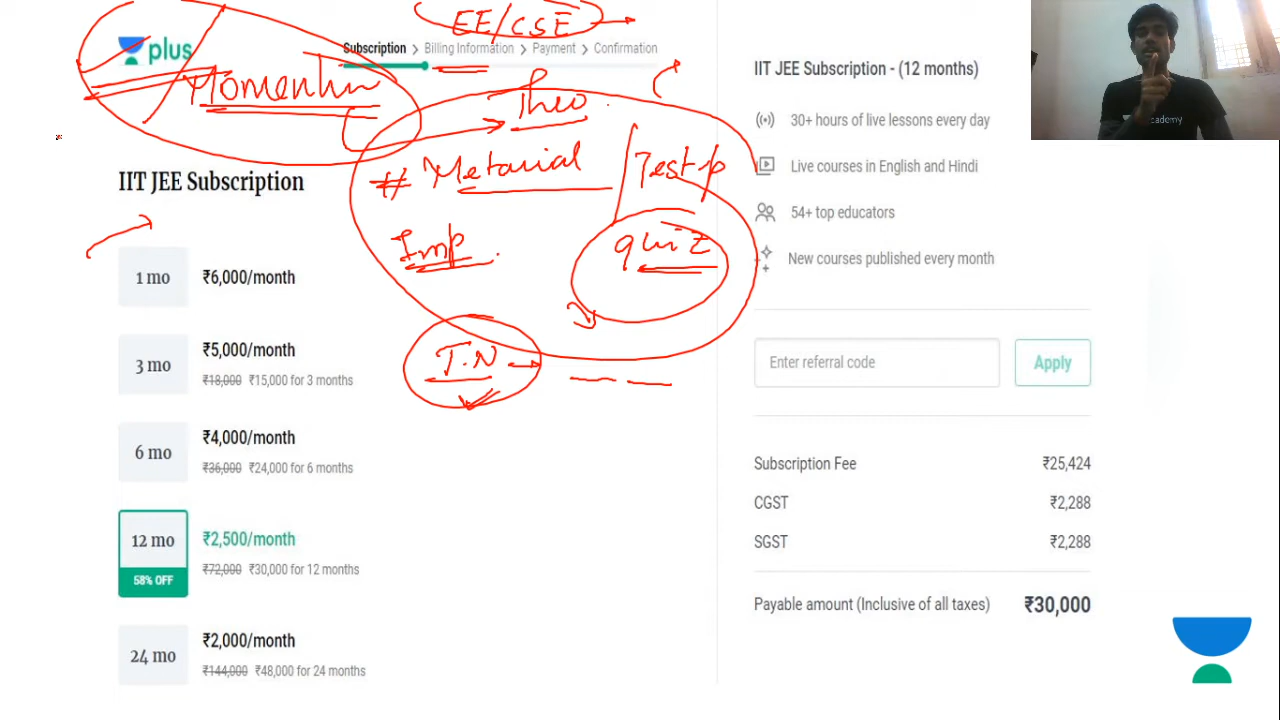 EE/CSE
plus
Subscription > Billing Information > Payment > Confirmation
Momentum
Theo.
# Metarial / Test p
Imp.
quiz
T.N
IIT JEE Subscription
1 mo ₹6,000/month
3 mo ₹5,000/month
₹18,000 ₹15,000 for 3 months
6 mo ₹4,000/month
₹36,000 ₹24,000 for 6 months
12 mo ₹2,500/month
58% OFF ₹72,000 ₹30,000 for 12 months
24 mo ₹2,000/month
₹144,000 ₹48,000 for 24 months
IIT JEE Subscription - (12 months)
30+ hours of live lessons every day
Live courses in English and Hindi
54+ top educators
New courses published every month
Enter referral code Apply
Subscription Fee ₹25,424
CGST ₹2,288
SGST ₹2,288
Payable amount (Inclusive of all taxes) ₹30,000
academy